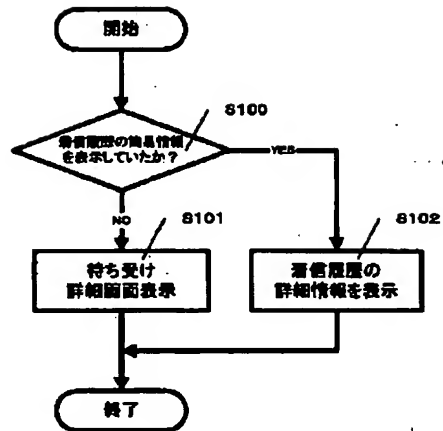 開始
S100
着信履歴の簡易情報
を表示していたか？
YES
NO
S101
S102
待ち受け
詳細画面表示
着信履歴の
詳細情報を表示
終了